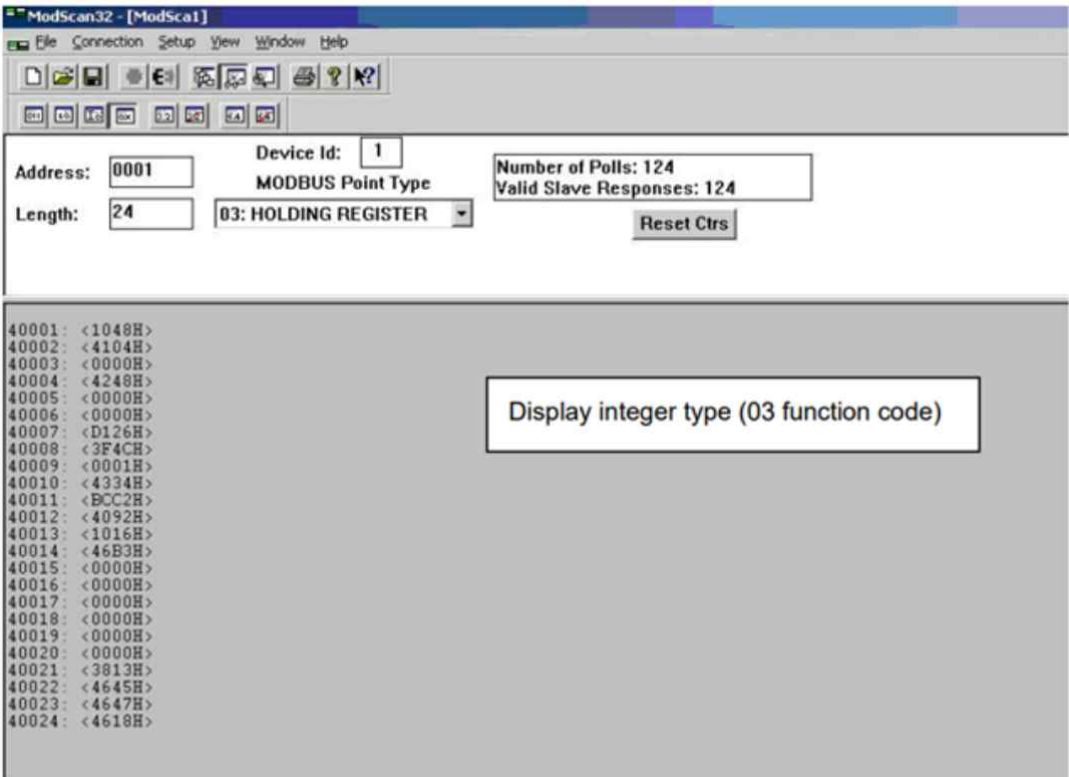 ModScan32 - [ModSca1]
File Connection Setup View Window Help
Address: 0001
Device Id: 1
MODBUS Point Type
Length: 24
03: HOLDING REGISTER
Number of Polls: 124
Valid Slave Responses: 124
Reset Ctrs
40001: <1048H>
40002: <4104H>
40003: <0000H>
40004: <4248H>
40005: <0000H>
40006: <0000H>
40007: <D126H>
40008: <3F4CH>
40009: <0001H>
40010: <4334H>
40011: <BCC2H>
40012: <4092H>
40013: <1016H>
40014: <46B3H>
40015: <0000H>
40016: <0000H>
40017: <0000H>
40018: <0000H>
40019: <0000H>
40020: <0000H>
40021: <3813H>
40022: <4645H>
40023: <4647H>
40024: <4618H>
Display integer type (03 function code)